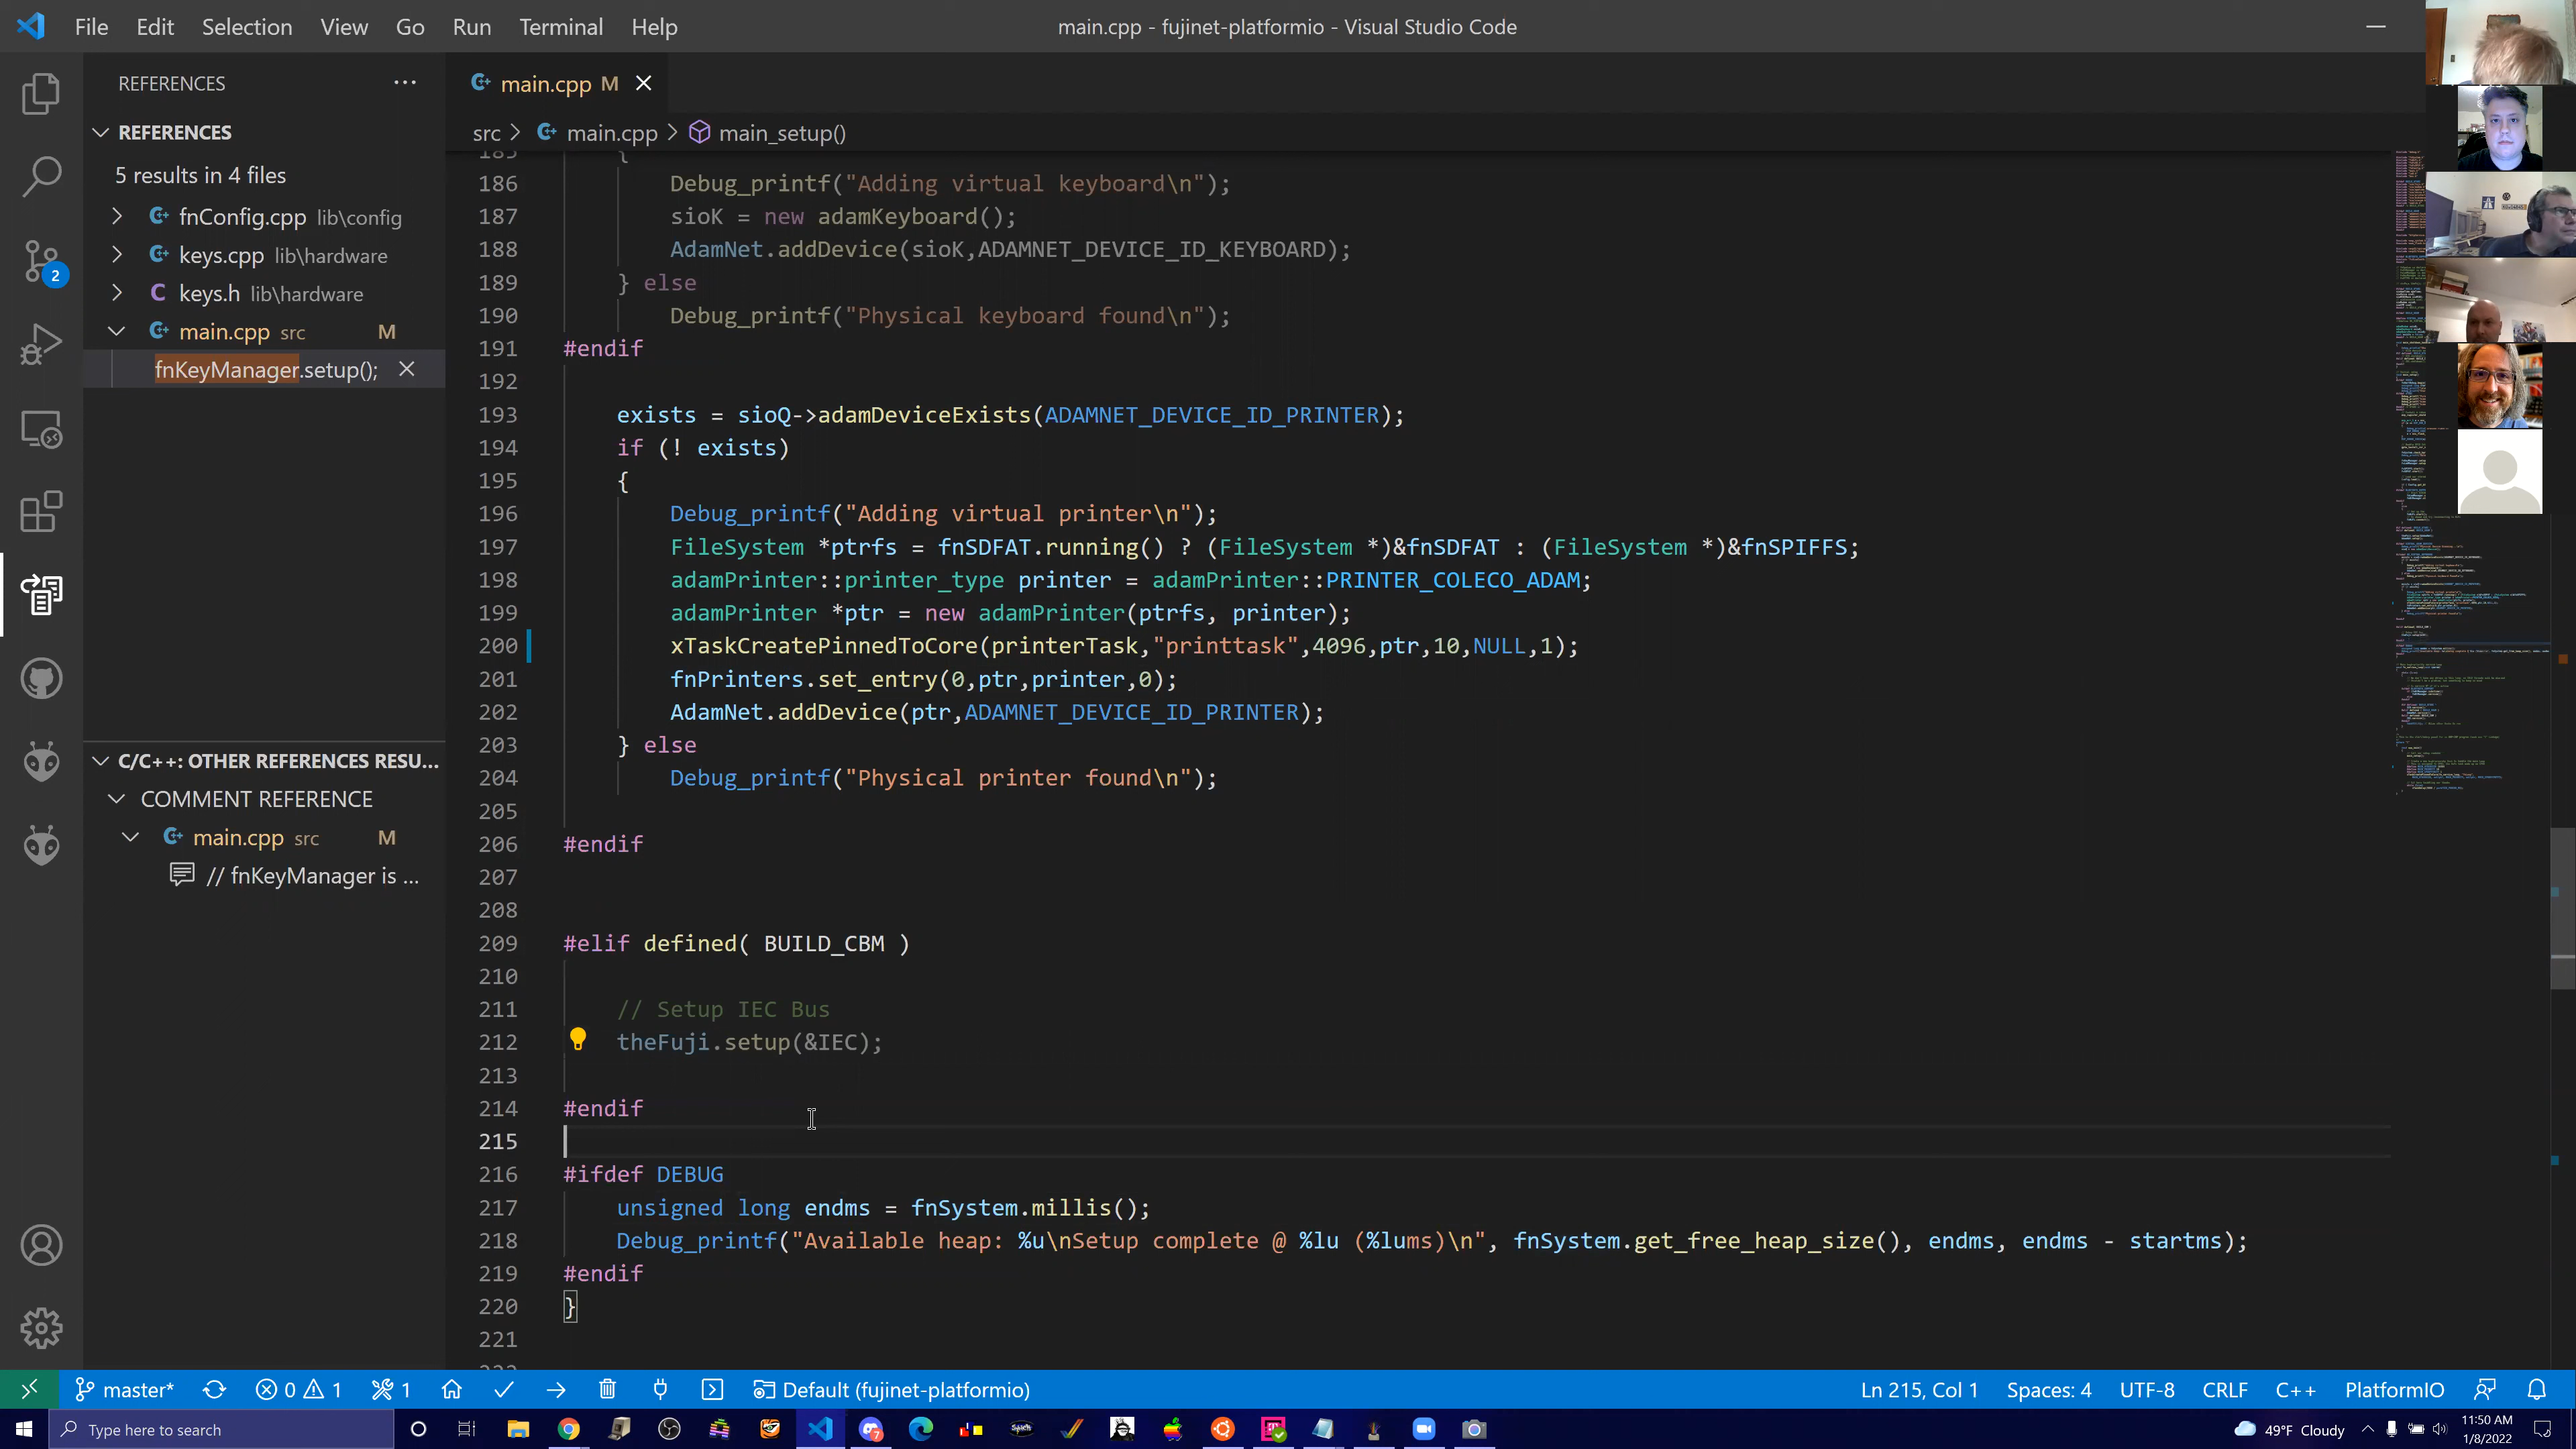 File Edit Selection View Go Run Terminal Help
main.cpp - fujinet-platformio - Visual Studio Code
REFERENCES
REFERENCES
5 results in 4 files
fnConfig.cpp lib\config
keys.cpp lib\hardware
keys.h lib\hardware
main.cpp src M
fnKeyManager.setup();
C/C++: OTHER REFERENCES RESU...
COMMENT REFERENCE
main.cpp src M
// fnKeyManager is ...
2
main.cpp M
src > main.cpp > main_setup()
185 {
186 Debug_printf("Adding virtual keyboard\n");
187 sioK = new adamKeyboard();
188 AdamNet.addDevice(sioK,ADAMNET_DEVICE_ID_KEYBOARD);
189 } else
190 Debug_printf("Physical keyboard found\n");
191 #endif
192
193 exists = sioQ->adamDeviceExists(ADAMNET_DEVICE_ID_PRINTER);
194 if (! exists)
195 {
196 Debug_printf("Adding virtual printer\n");
197 FileSystem *ptrfs = fnSDFAT.running() ? (FileSystem *)&fnSDFAT : (FileSystem *)&fnSPIFFS;
198 adamPrinter::printer_type printer = adamPrinter::PRINTER_COLECO_ADAM;
199 adamPrinter *ptr = new adamPrinter(ptrfs, printer);
200 xTaskCreatePinnedToCore(printerTask,"printtask",4096,ptr,10,NULL,1);
201 fnPrinters.set_entry(0,ptr,printer,0);
202 AdamNet.addDevice(ptr,ADAMNET_DEVICE_ID_PRINTER);
203 } else
204 Debug_printf("Physical printer found\n");
205
206 #endif
207
208
209 #elif defined( BUILD_CBM )
210
211 // Setup IEC Bus
212 theFuji.setup(&IEC);
213
214 #endif
215
216 #ifdef DEBUG
217 unsigned long endms = fnSystem.millis();
218 Debug_printf("Available heap: %u\nSetup complete @ %lu (%lums)\n", fnSystem.get_free_heap_size(), endms, endms - startms);
219 #endif
220 }
221
master* 0 1 1 Default (fujinet-platformio) Ln 215, Col 1 Spaces: 4 UTF-8 CRLF C++ PlatformIO
Type here to search
49°F Cloudy
11:50 AM
1/8/2022